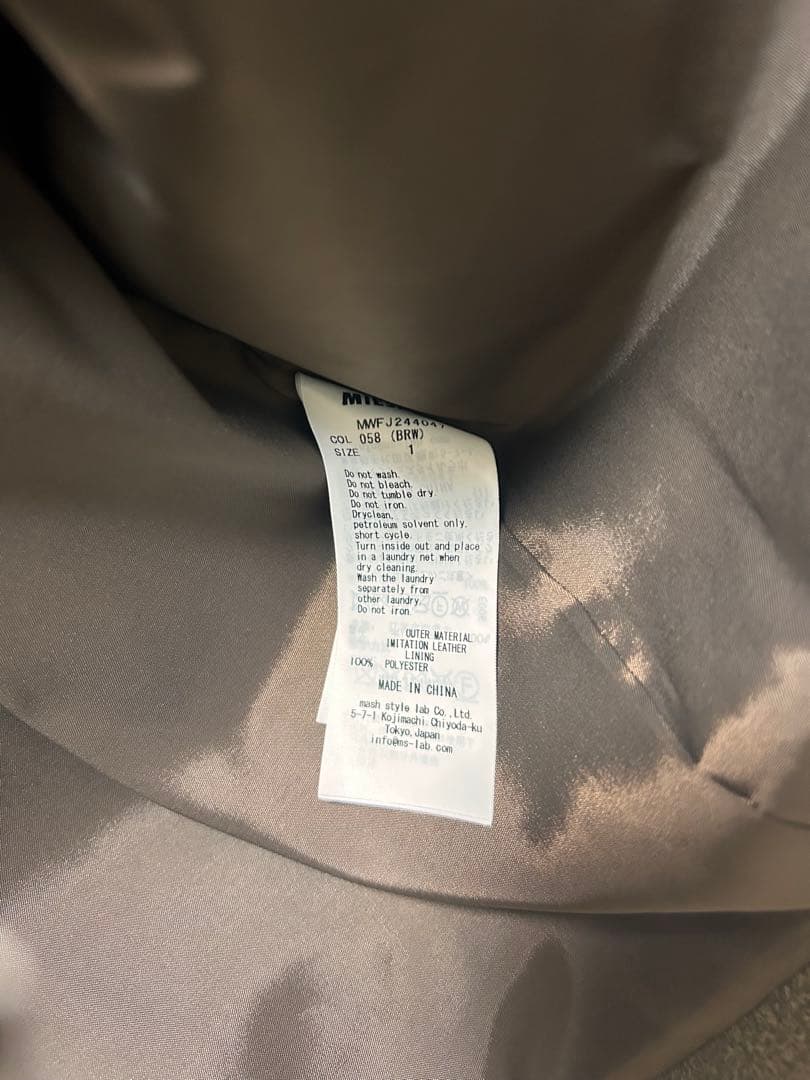 MWFJ24404
COL 058 (BRW)
SIZE 1
Do not wash.
Do not bleach.
Do not tumble dry.
Do not iron.
Dryclean,
petroleum solvent only.
short cycle.
Turn inside out and place
in a laundry net when
dry cleaning.
Wash the laundry
separately from
other laundry.
Do not iron.
OUTER MATERIAL
IMITATION LEATHER
LINING
100% POLYESTER
MADE IN CHINA
mash style lab Co.,Ltd.
5-7-1 Kojimachi.Chiyoda-ku
Tokyo,Japan
info@ms-lab.com